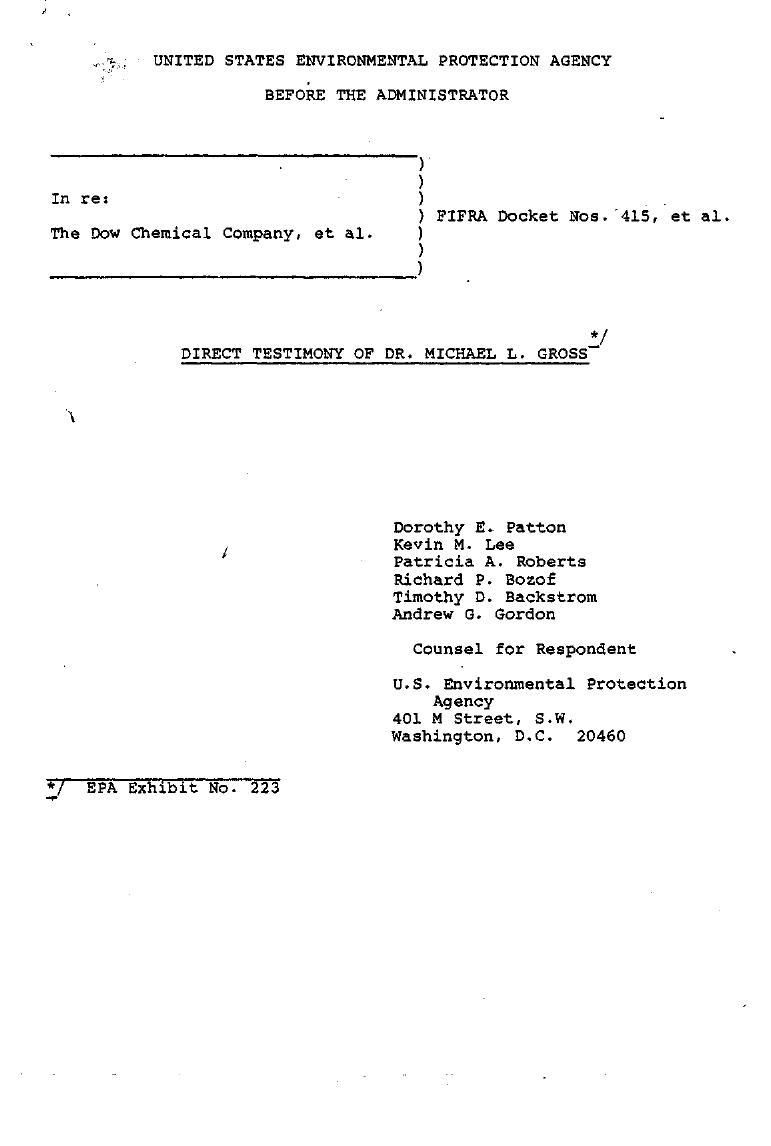 UNITED STATES ENVIRONMENTAL PROTECTION AGENCY
BEFORE THE ADMINISTRATOR
)
)
In re: )
) FIFRA Docket Nos. 415, et al.
The Dow Chemical Company, et al. )
)
)
*/
DIRECT TESTIMONY OF DR. MICHAEL L. GROSS
Dorothy E. Patton
Kevin M. Lee
Patricia A. Roberts
Richard P. Bozof
Timothy D. Backstrom
Andrew G. Gordon
Counsel for Respondent
U.S. Environmental Protection
Agency
401 M Street, S.W.
Washington, D.C. 20460
*/ EPA Exhibit No. 223